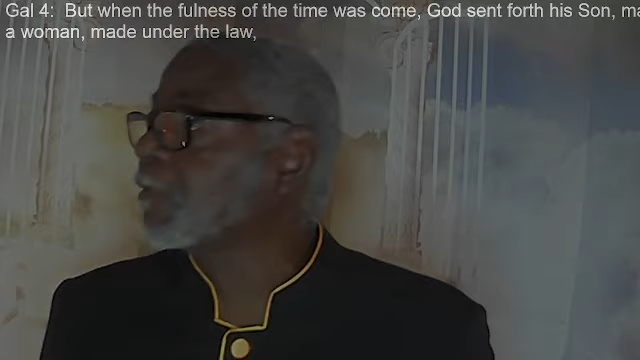 Gal 4:  But when the fulness of the time was come, God sent forth his Son, ma
a woman, made under the law,